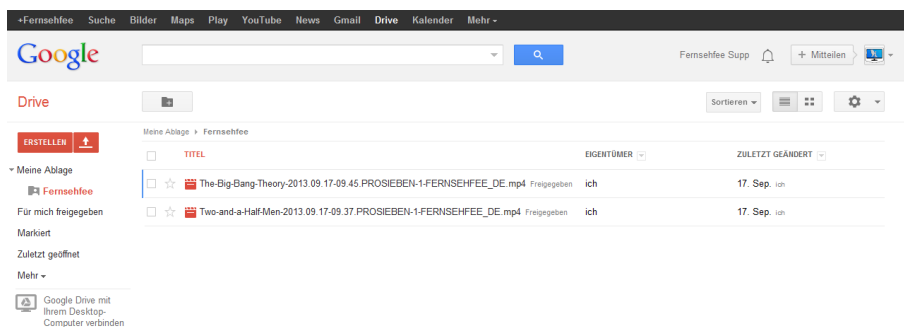 +Fernsehfee Suche Bilder Maps Play YouTube News Gmail Drive Kalender Mehr
Google
Fernsehfee Supp
+ Mitteilen
Drive
Sortieren
ERSTELLEN
Meine Ablage › Fernsehfee
TITEL EIGENTÜMER ZULETZT GEÄNDERT
Meine Ablage
Fernsehfee
The-Big-Bang-Theory-2013.09.17-09.45.PROSIEBEN-1-FERNSEHFEE_DE.mp4 Freigegeben ich 17. Sep. ich
Für mich freigegeben
Two-and-a-Half-Men-2013.09.17-09.37.PROSIEBEN-1-FERNSEHFEE_DE.mp4 Freigegeben ich 17. Sep. ich
Markiert
Zuletzt geöffnet
Mehr
Google Drive mit
Ihrem Desktop-
Computer verbinden